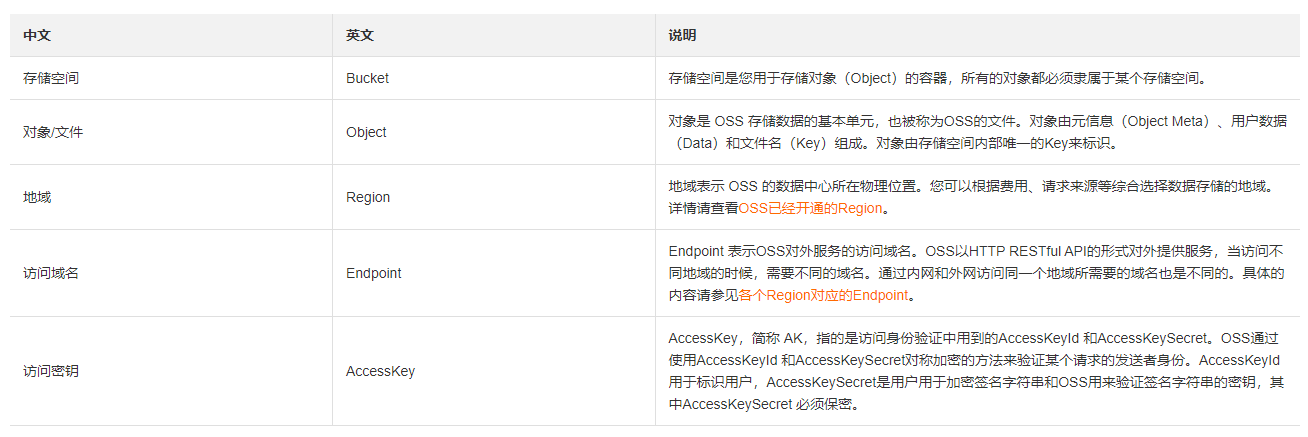 中文 英文 说明
存储空间 Bucket 存储空间是您用于存储对象（Object）的容器，所有的对象都必须隶属于某个存储空间。
对象/文件 Object 对象是 OSS 存储数据的基本单元，也被称为OSS的文件。对象由元信息（Object Meta）、用户数据
（Data）和文件名（Key）组成。对象由存储空间内部唯一的Key来标识。
地域 Region 地域表示 OSS 的数据中心所在物理位置。您可以根据费用、请求来源等综合选择数据存储的地域。
详情请查看OSS已经开通的Region。
访问域名 Endpoint Endpoint 表示OSS对外服务的访问域名。OSS以HTTP RESTful API的形式对外提供服务，当访问不
同地域的时候，需要不同的域名。通过内网和外网访问同一个地域所需要的域名也是不同的。具体的
内容请参见各个Region对应的Endpoint。
访问密钥 AccessKey AccessKey，简称 AK，指的是访问身份验证中用到的AccessKeyId 和AccessKeySecret。OSS通过
使用AccessKeyId 和AccessKeySecret对称加密的方法来验证某个请求的发送者身份。AccessKeyId
用于标识用户，AccessKeySecret是用户用于加密签名字符串和OSS用来验证签名字符串的密钥，其
中AccessKeySecret 必须保密。